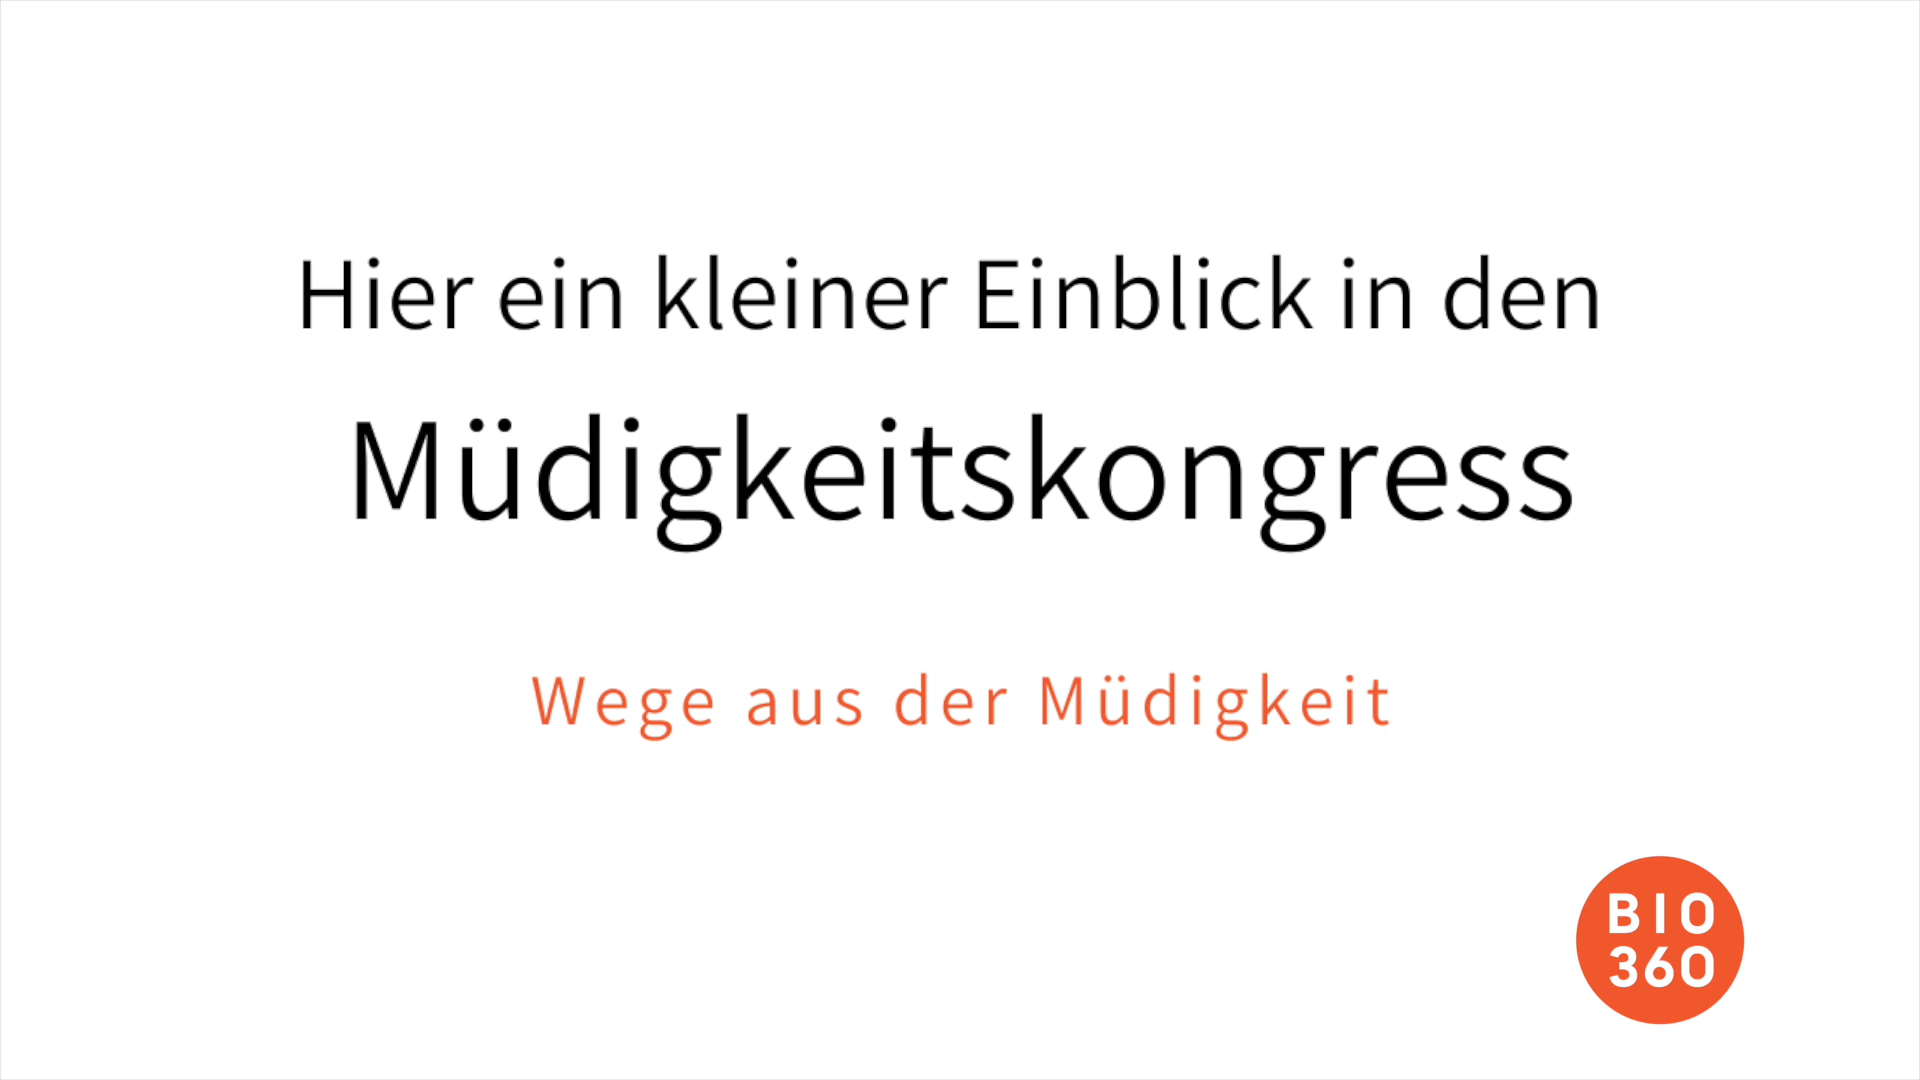 Hier ein kleiner Einblick in den
Müdigkeitskongress
Wege aus der Müdigkeit
BIO
360